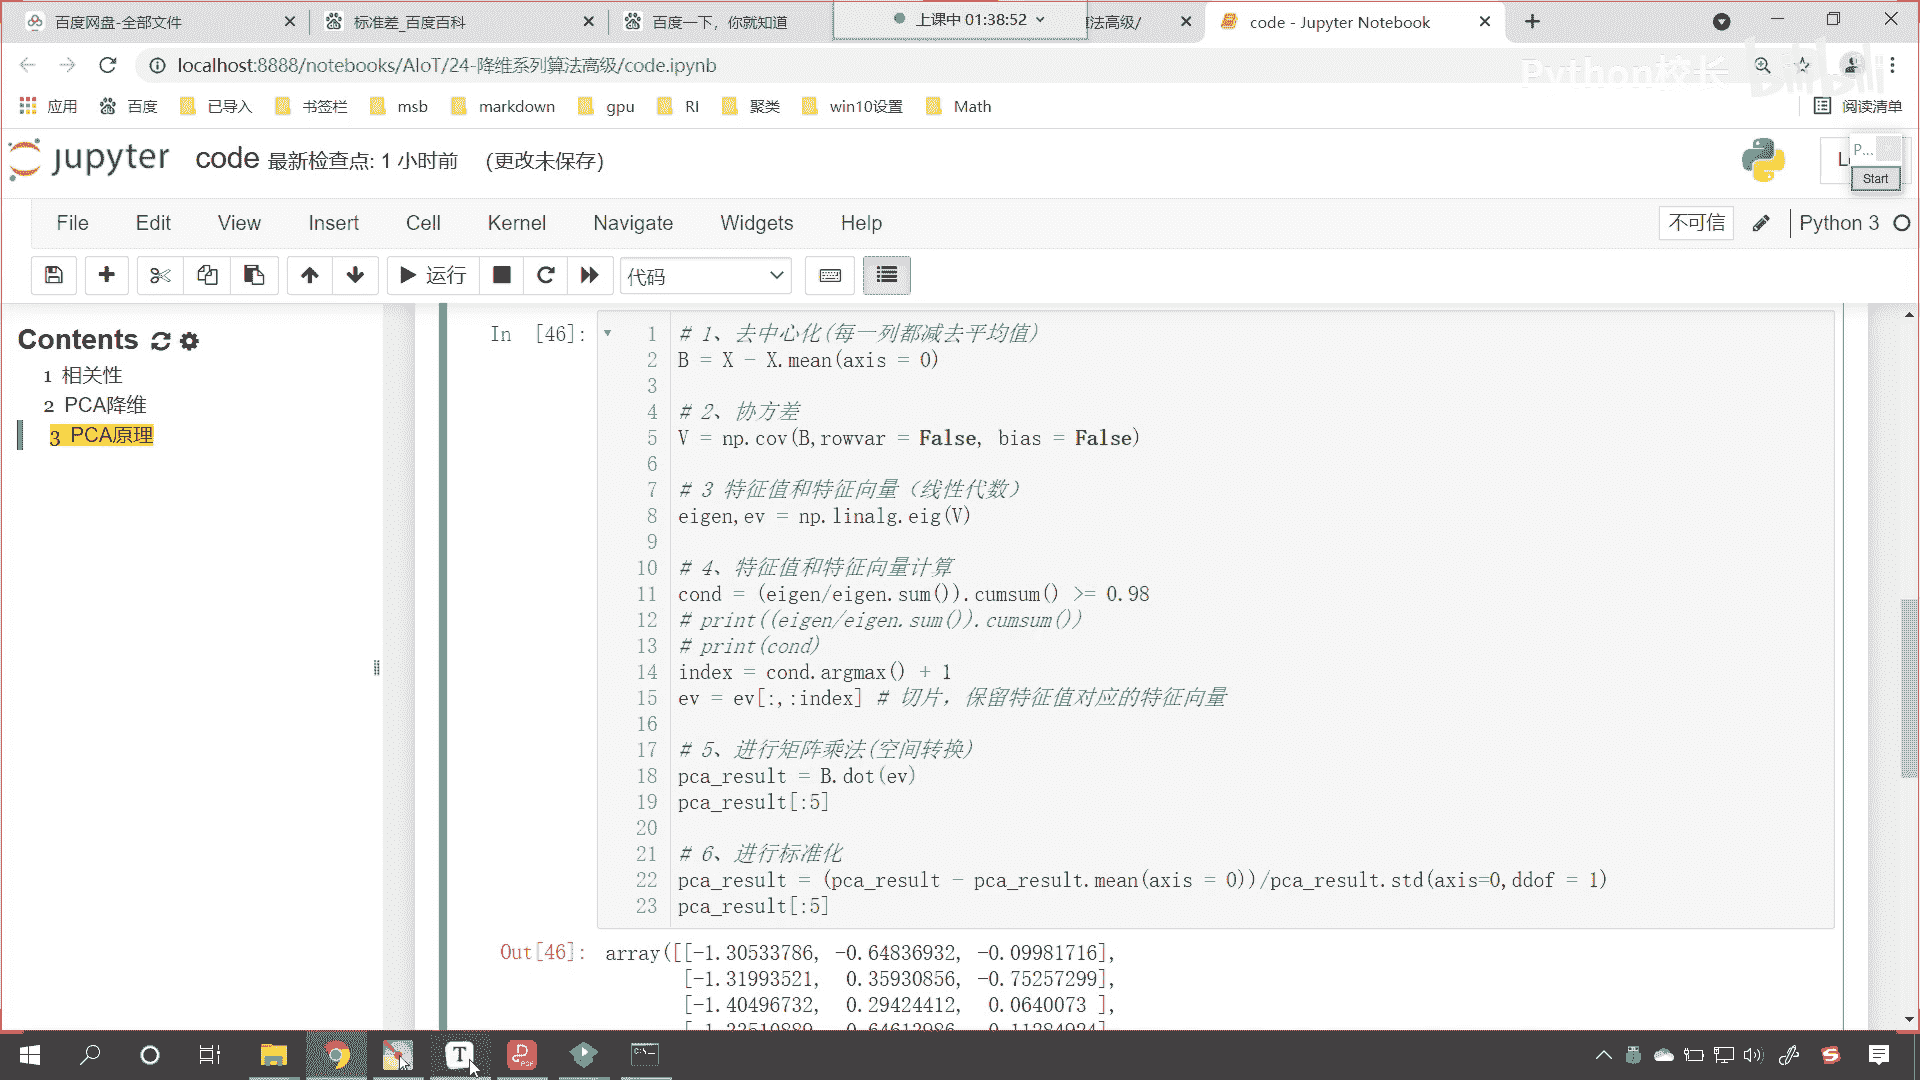 百度网盘-全部文件
标准差_百度百科
百度一下，你就知道
上课中 01:38:52
法高级/
code - Jupyter Notebook
localhost:8888/notebooks/AIoT/24-降维系列算法高级/code.ipynb
Python校长
bilibili
应用
百度
已导入
书签栏
msb
markdown
gpu
RI
聚类
win10设置
Math
阅读清单
jupyter code 最新检查点: 1 小时前 (更改未保存)
P...
Start
File Edit View Insert Cell Kernel Navigate Widgets Help
不可信
Python 3
运行
代码
Contents
1 相关性
2 PCA降维
3 PCA原理
In [46]:
1 # 1、去中心化(每一列都减去平均值)
2 B = X - X.mean(axis = 0)
3
4 # 2、协方差
5 V = np.cov(B,rowvar = False, bias = False)
6
7 # 3 特征值和特征向量（线性代数）
8 eigen,ev = np.linalg.eig(V)
9
10 # 4、特征值和特征向量计算
11 cond = (eigen/eigen.sum()).cumsum() >= 0.98
12 # print((eigen/eigen.sum()).cumsum())
13 # print(cond)
14 index = cond.argmax() + 1
15 ev = ev[:,:index] # 切片，保留特征值对应的特征向量
16
17 # 5、进行矩阵乘法(空间转换)
18 pca_result = B.dot(ev)
19 pca_result[:5]
20
21 # 6、进行标准化
22 pca_result = (pca_result - pca_result.mean(axis = 0))/pca_result.std(axis=0,ddof = 1)
23 pca_result[:5]
Out[46]: array([[-1.30533786, -0.64836932, -0.09981716],
[-1.31993521, 0.35930856, -0.75257299],
[-1.40496732, 0.29424412, 0.0640073 ],